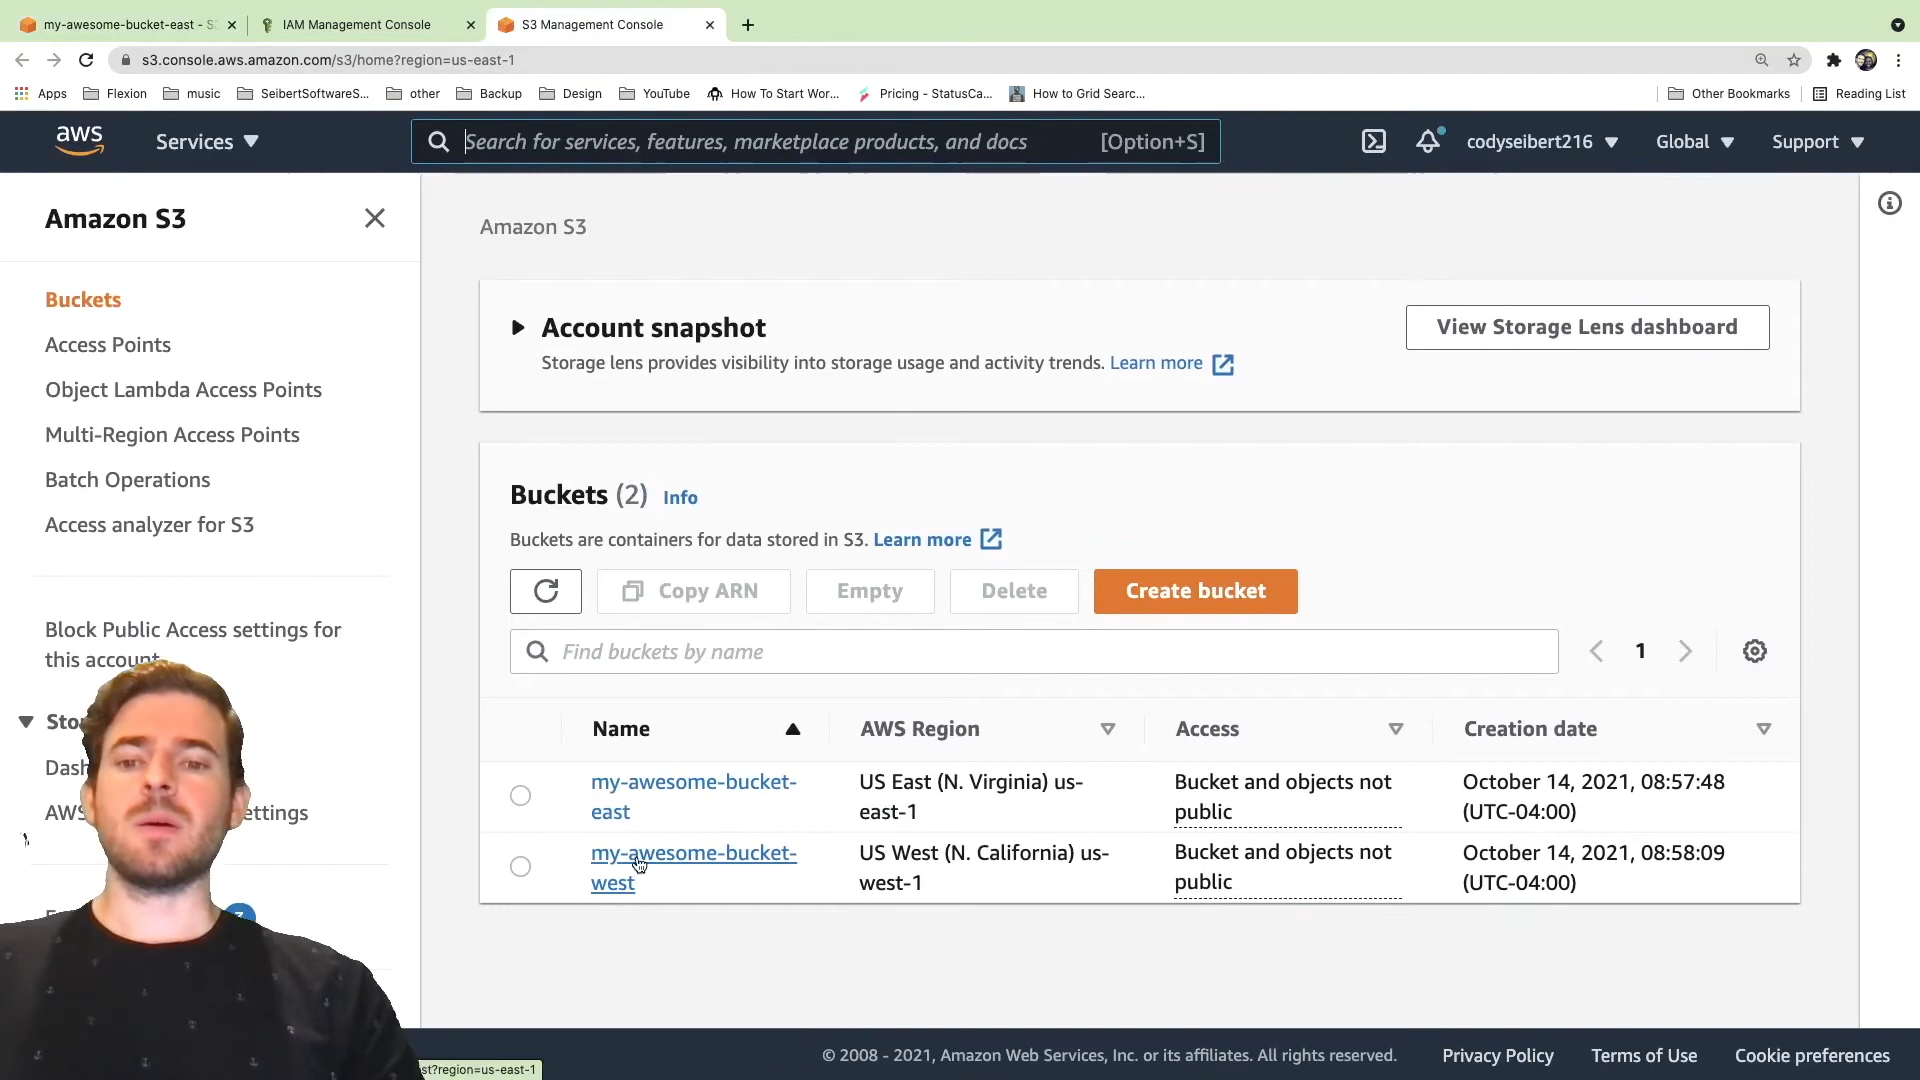 my-awesome-bucket-east - S3
IAM Management Console
S3 Management Console
s3.console.aws.amazon.com/s3/home?region=us-east-1
Apps
Flexion
music
SeibertSoftwareS...
other
Backup
Design
YouTube
How To Start Wor...
Pricing - StatusCa...
How to Grid Searc...
Other Bookmarks
Reading List
aws
Services
Search for services, features, marketplace products, and docs
[Option+S]
codyseibert216
Global
Support
Amazon S3
Buckets
Access Points
Object Lambda Access Points
Multi-Region Access Points
Batch Operations
Access analyzer for S3
Block Public Access settings for
this account
Amazon S3
Account snapshot
Storage lens provides visibility into storage usage and activity trends. Learn more
View Storage Lens dashboard
Buckets (2) Info
Buckets are containers for data stored in S3. Learn more
Copy ARN
Empty
Delete
Create bucket
Find buckets by name
1
Name
AWS Region
Access
Creation date
my-awesome-bucket-
east
US East (N. Virginia) us-
east-1
Bucket and objects not
public
October 14, 2021, 08:57:48
(UTC-04:00)
my-awesome-bucket-
west
US West (N. California) us-
west-1
Bucket and objects not
public
October 14, 2021, 08:58:09
(UTC-04:00)
st?region=us-east-1
© 2008 - 2021, Amazon Web Services, Inc. or its affiliates. All rights reserved.
Privacy Policy
Terms of Use
Cookie preferences